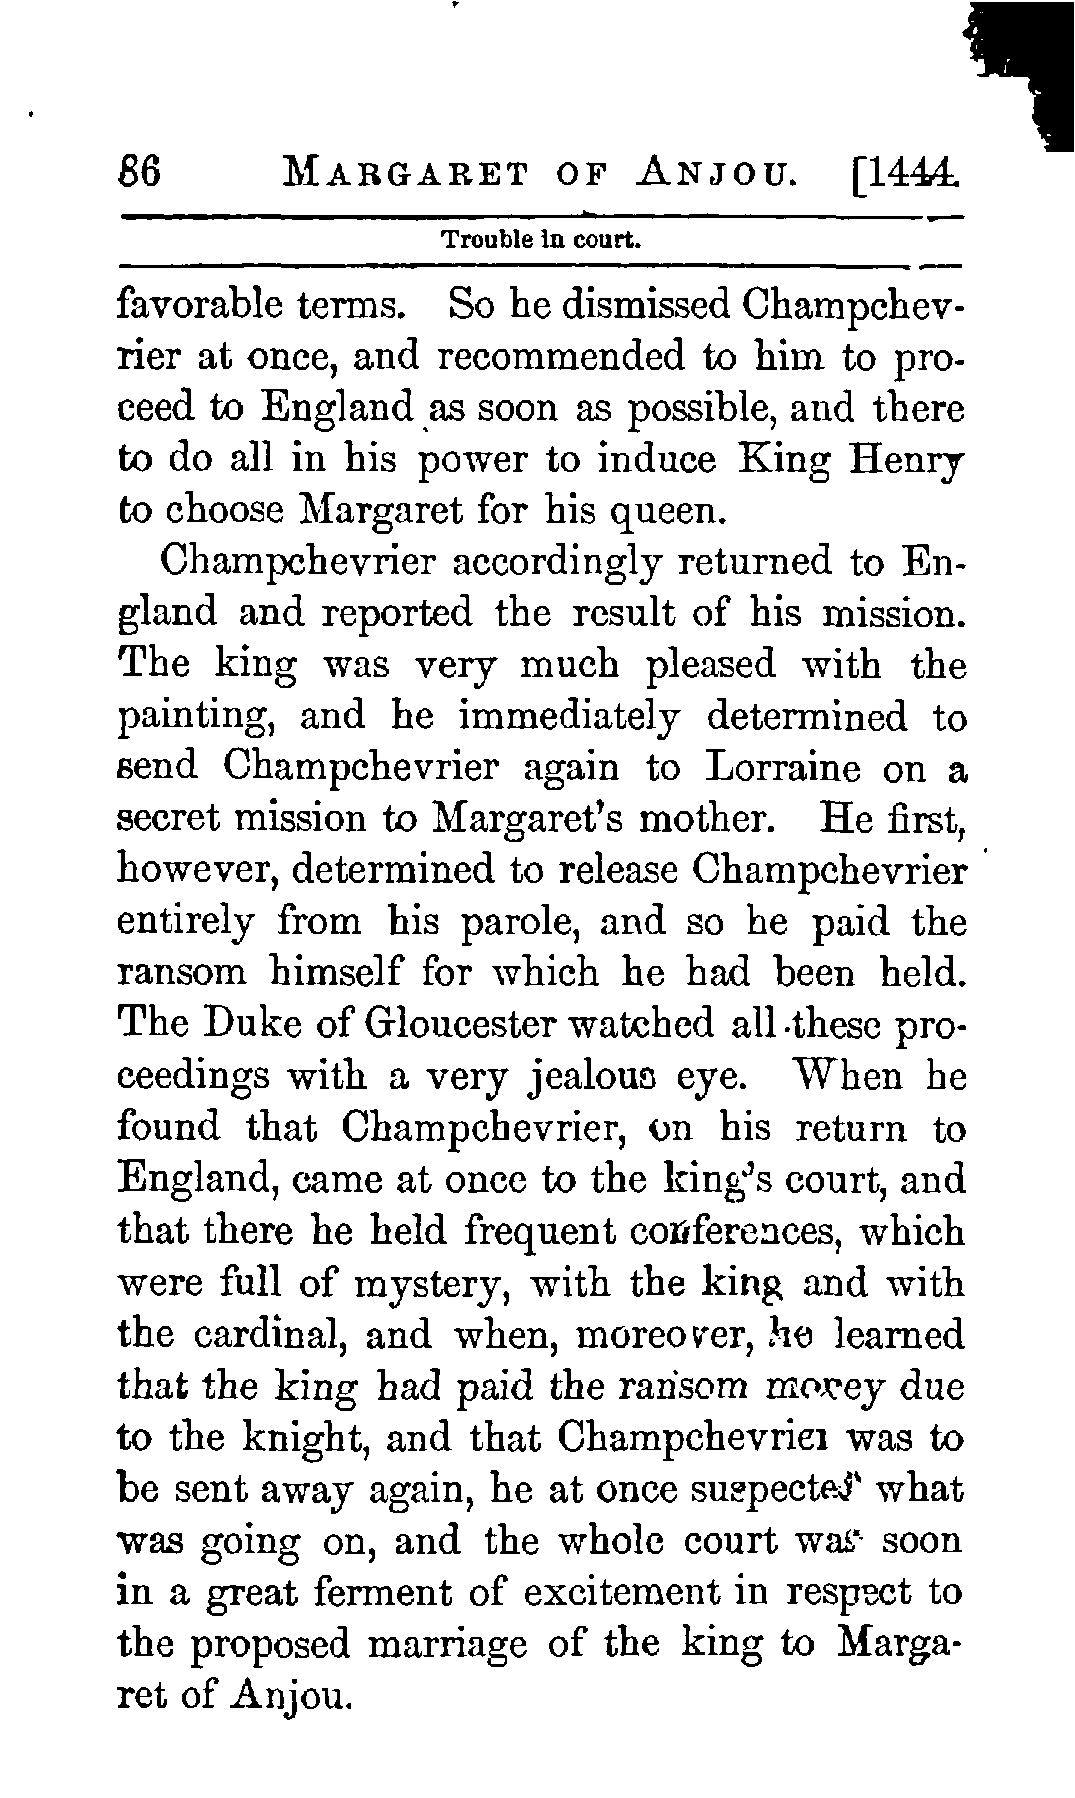 86 MARGARET OF ANJOU. [1444.
Trouble in court.
favorable terms. So he dismissed Champchev-
rier at once, and recommended to him to pro-
ceed to England as soon as possible, and there
to do all in his power to induce King Henry
to choose Margaret for his queen.
Champchevrier accordingly returned to En-
gland and reported the result of his mission.
The king was very much pleased with the
painting, and he immediately determined to
send Champchevrier again to Lorraine on a
secret mission to Margaret's mother. He first,
however, determined to release Champchevrier
entirely from his parole, and so he paid the
ransom himself for which he had been held.
The Duke of Gloucester watched all these pro-
ceedings with a very jealous eye. When he
found that Champchevrier, on his return to
England, came at once to the king's court, and
that there he held frequent conferences, which
were full of mystery, with the king and with
the cardinal, and when, moreover, he learned
that the king had paid the ransom money due
to the knight, and that Champchevrier was to
be sent away again, he at once suspected what
was going on, and the whole court was soon
in a great ferment of excitement in respect to
the proposed marriage of the king to Marga-
ret of Anjou.